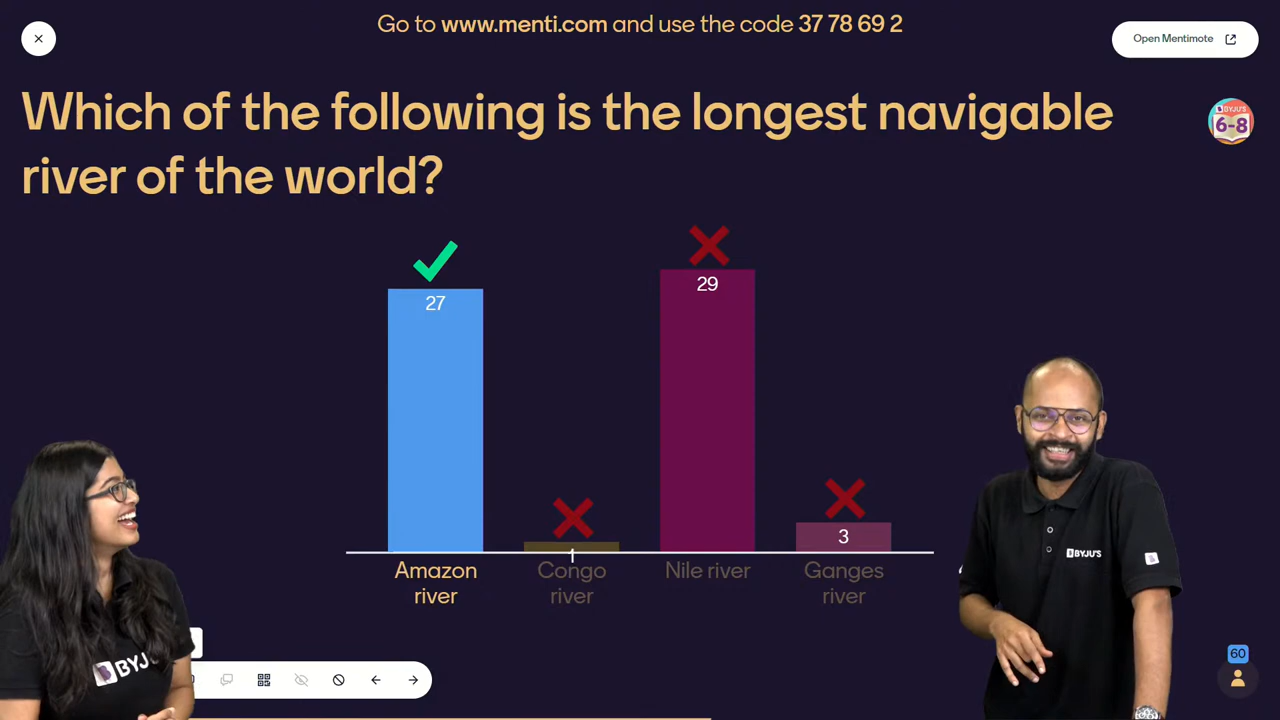 Go to www.menti.com and use the code 37 78 69 2
Open Mentimote
Which of the following is the longest navigable
river of the world?
BYJU'S
6-8
27
29
1
3
Amazon
river
Congo
river
Nile river
Ganges
river
BYJU'S
BYJU
60